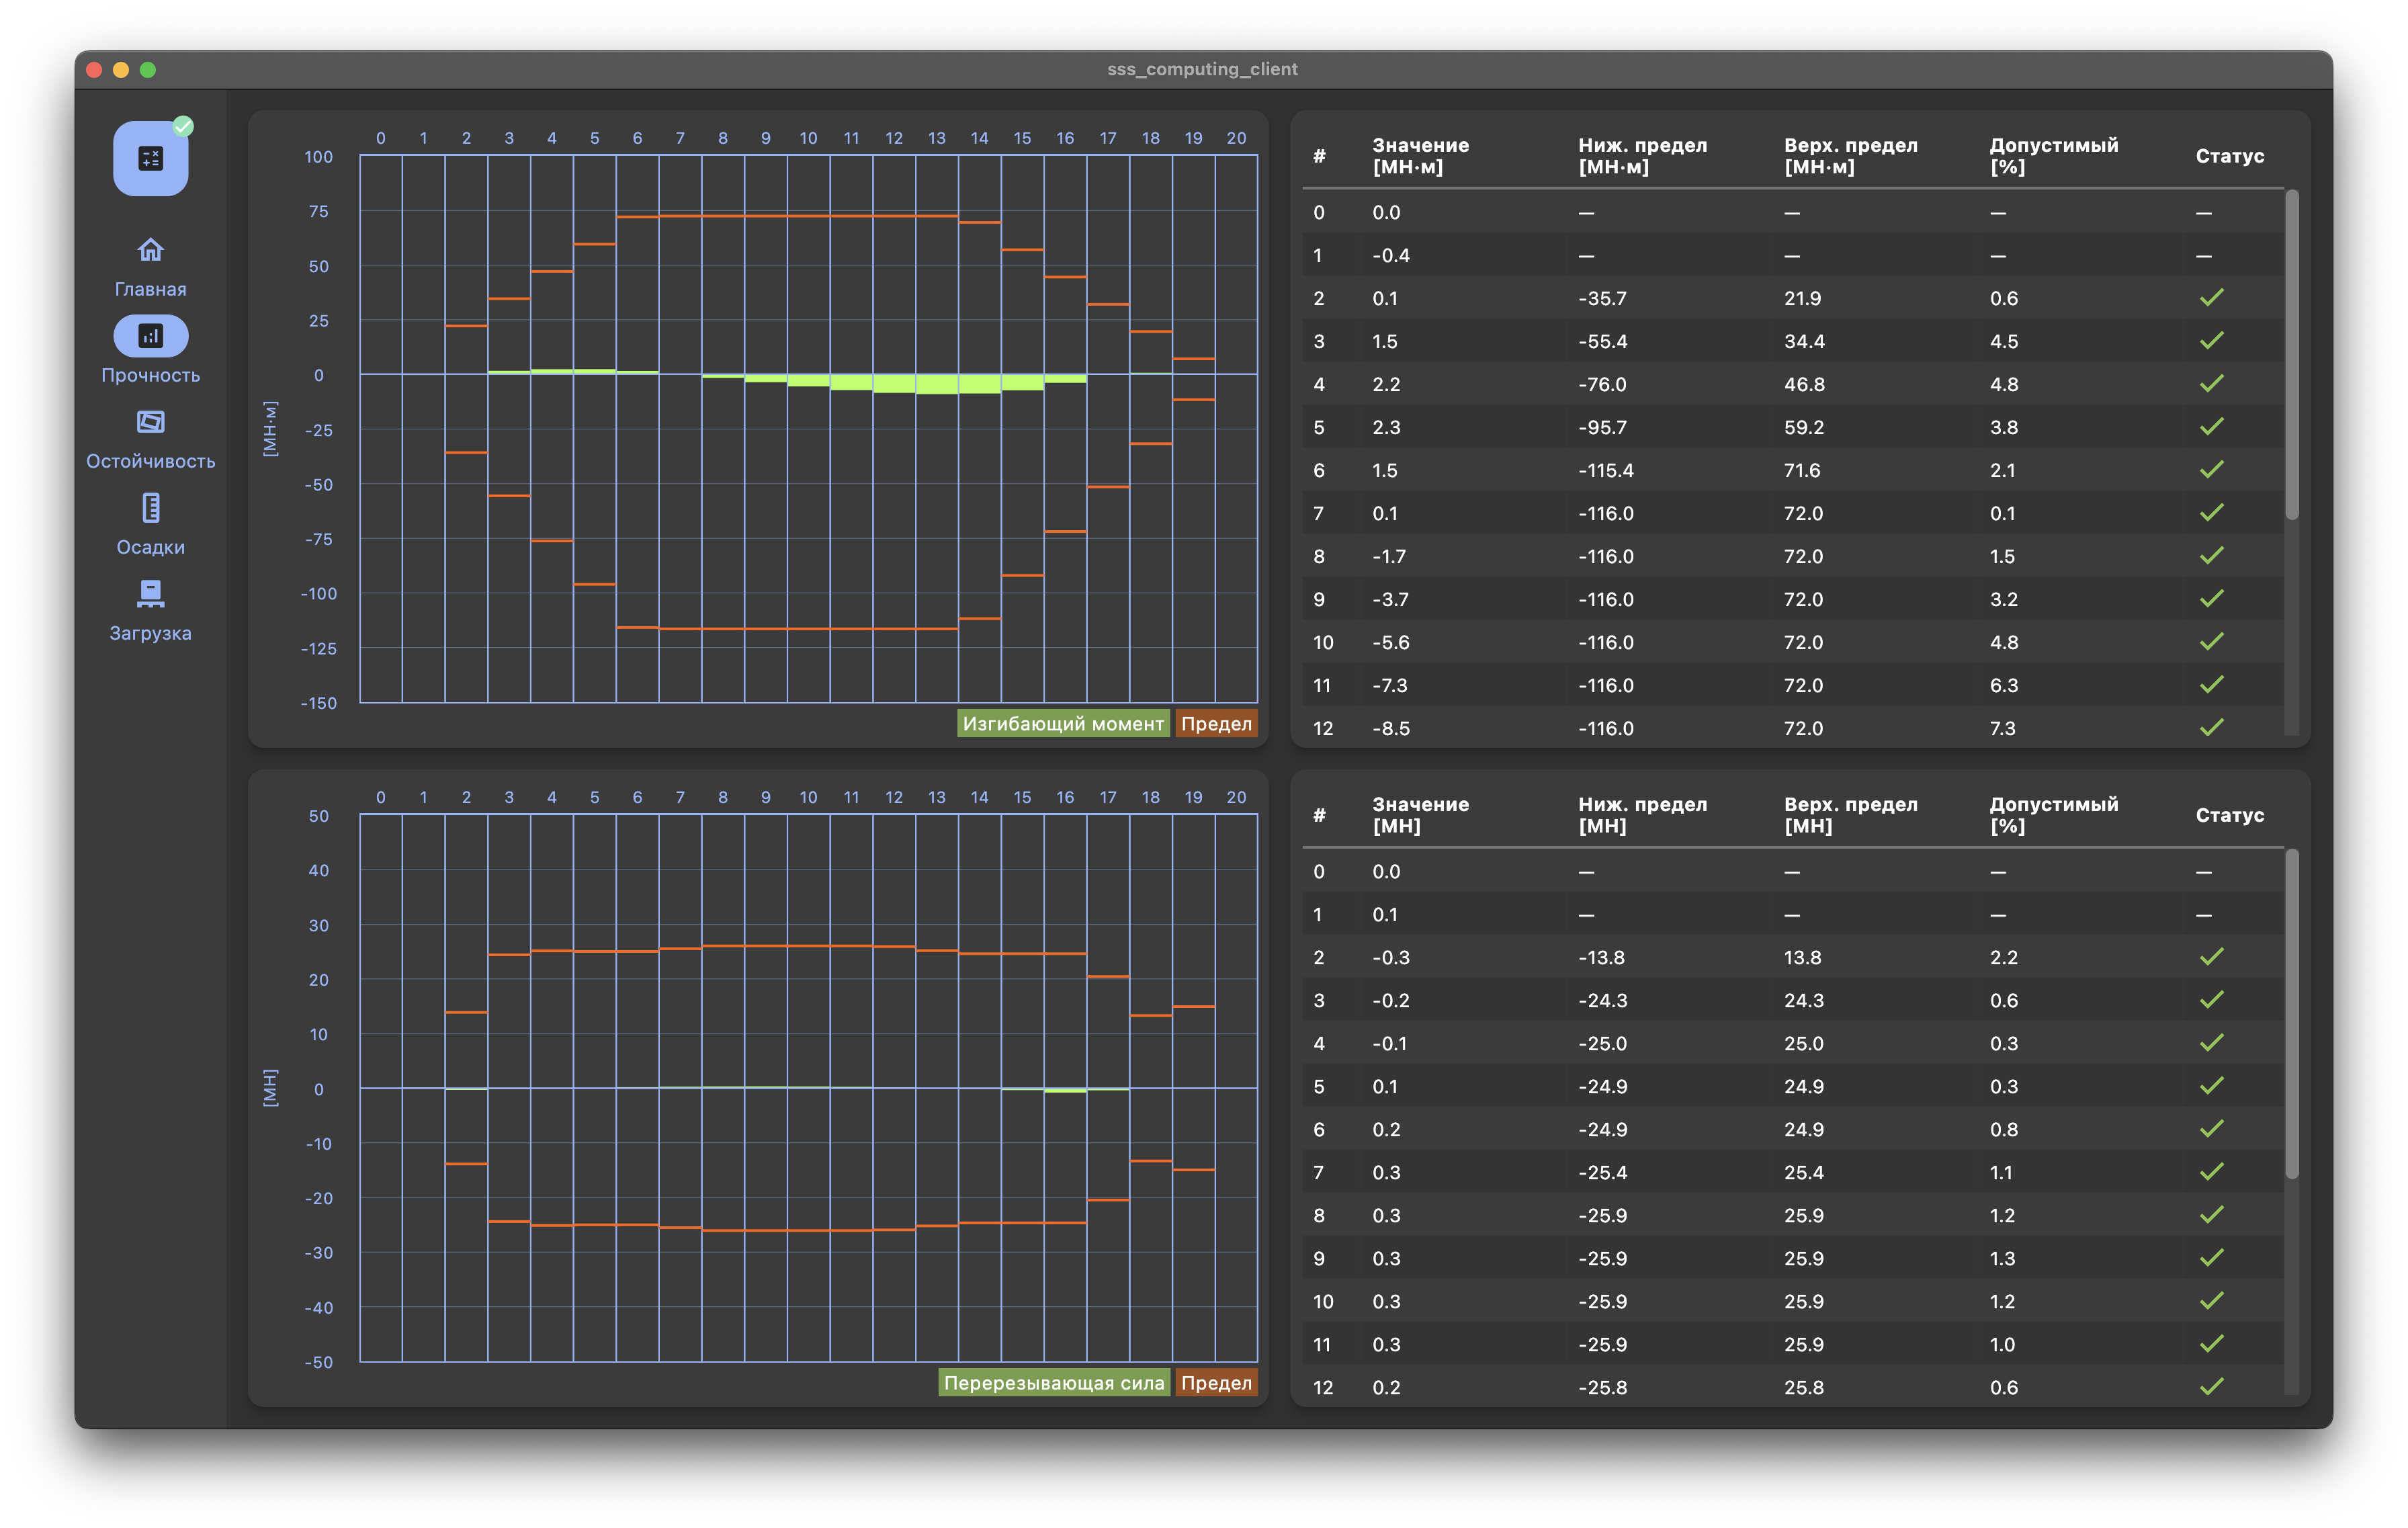 sss_computing_client
Главная
Прочность
Остойчивость
Осадки
Загрузка
0 1 2 3 4 5 6 7 8 9 10 11 12 13 14 15 16 17 18 19 20
100
75
50
25
0
-25
-50
-75
-100
-125
-150
[МН·м]
Изгибающий момент Предел
# Значение [МН·м] Ниж. предел [МН·м] Верх. предел [МН·м] Допустимый [%] Статус
0 0.0 — — — —
1 -0.4 — — — —
2 0.1 -35.7 21.9 0.6
3 1.5 -55.4 34.4 4.5
4 2.2 -76.0 46.8 4.8
5 2.3 -95.7 59.2 3.8
6 1.5 -115.4 71.6 2.1
7 0.1 -116.0 72.0 0.1
8 -1.7 -116.0 72.0 1.5
9 -3.7 -116.0 72.0 3.2
10 -5.6 -116.0 72.0 4.8
11 -7.3 -116.0 72.0 6.3
12 -8.5 -116.0 72.0 7.3
0 1 2 3 4 5 6 7 8 9 10 11 12 13 14 15 16 17 18 19 20
50
40
30
20
10
0
-10
-20
-30
-40
-50
[МН]
Перерезывающая сила Предел
# Значение [МН] Ниж. предел [МН] Верх. предел [МН] Допустимый [%] Статус
0 0.0 — — — —
1 0.1 — — — —
2 -0.3 -13.8 13.8 2.2
3 -0.2 -24.3 24.3 0.6
4 -0.1 -25.0 25.0 0.3
5 0.1 -24.9 24.9 0.3
6 0.2 -24.9 24.9 0.8
7 0.3 -25.4 25.4 1.1
8 0.3 -25.9 25.9 1.2
9 0.3 -25.9 25.9 1.3
10 0.3 -25.9 25.9 1.2
11 0.3 -25.9 25.9 1.0
12 0.2 -25.8 25.8 0.6